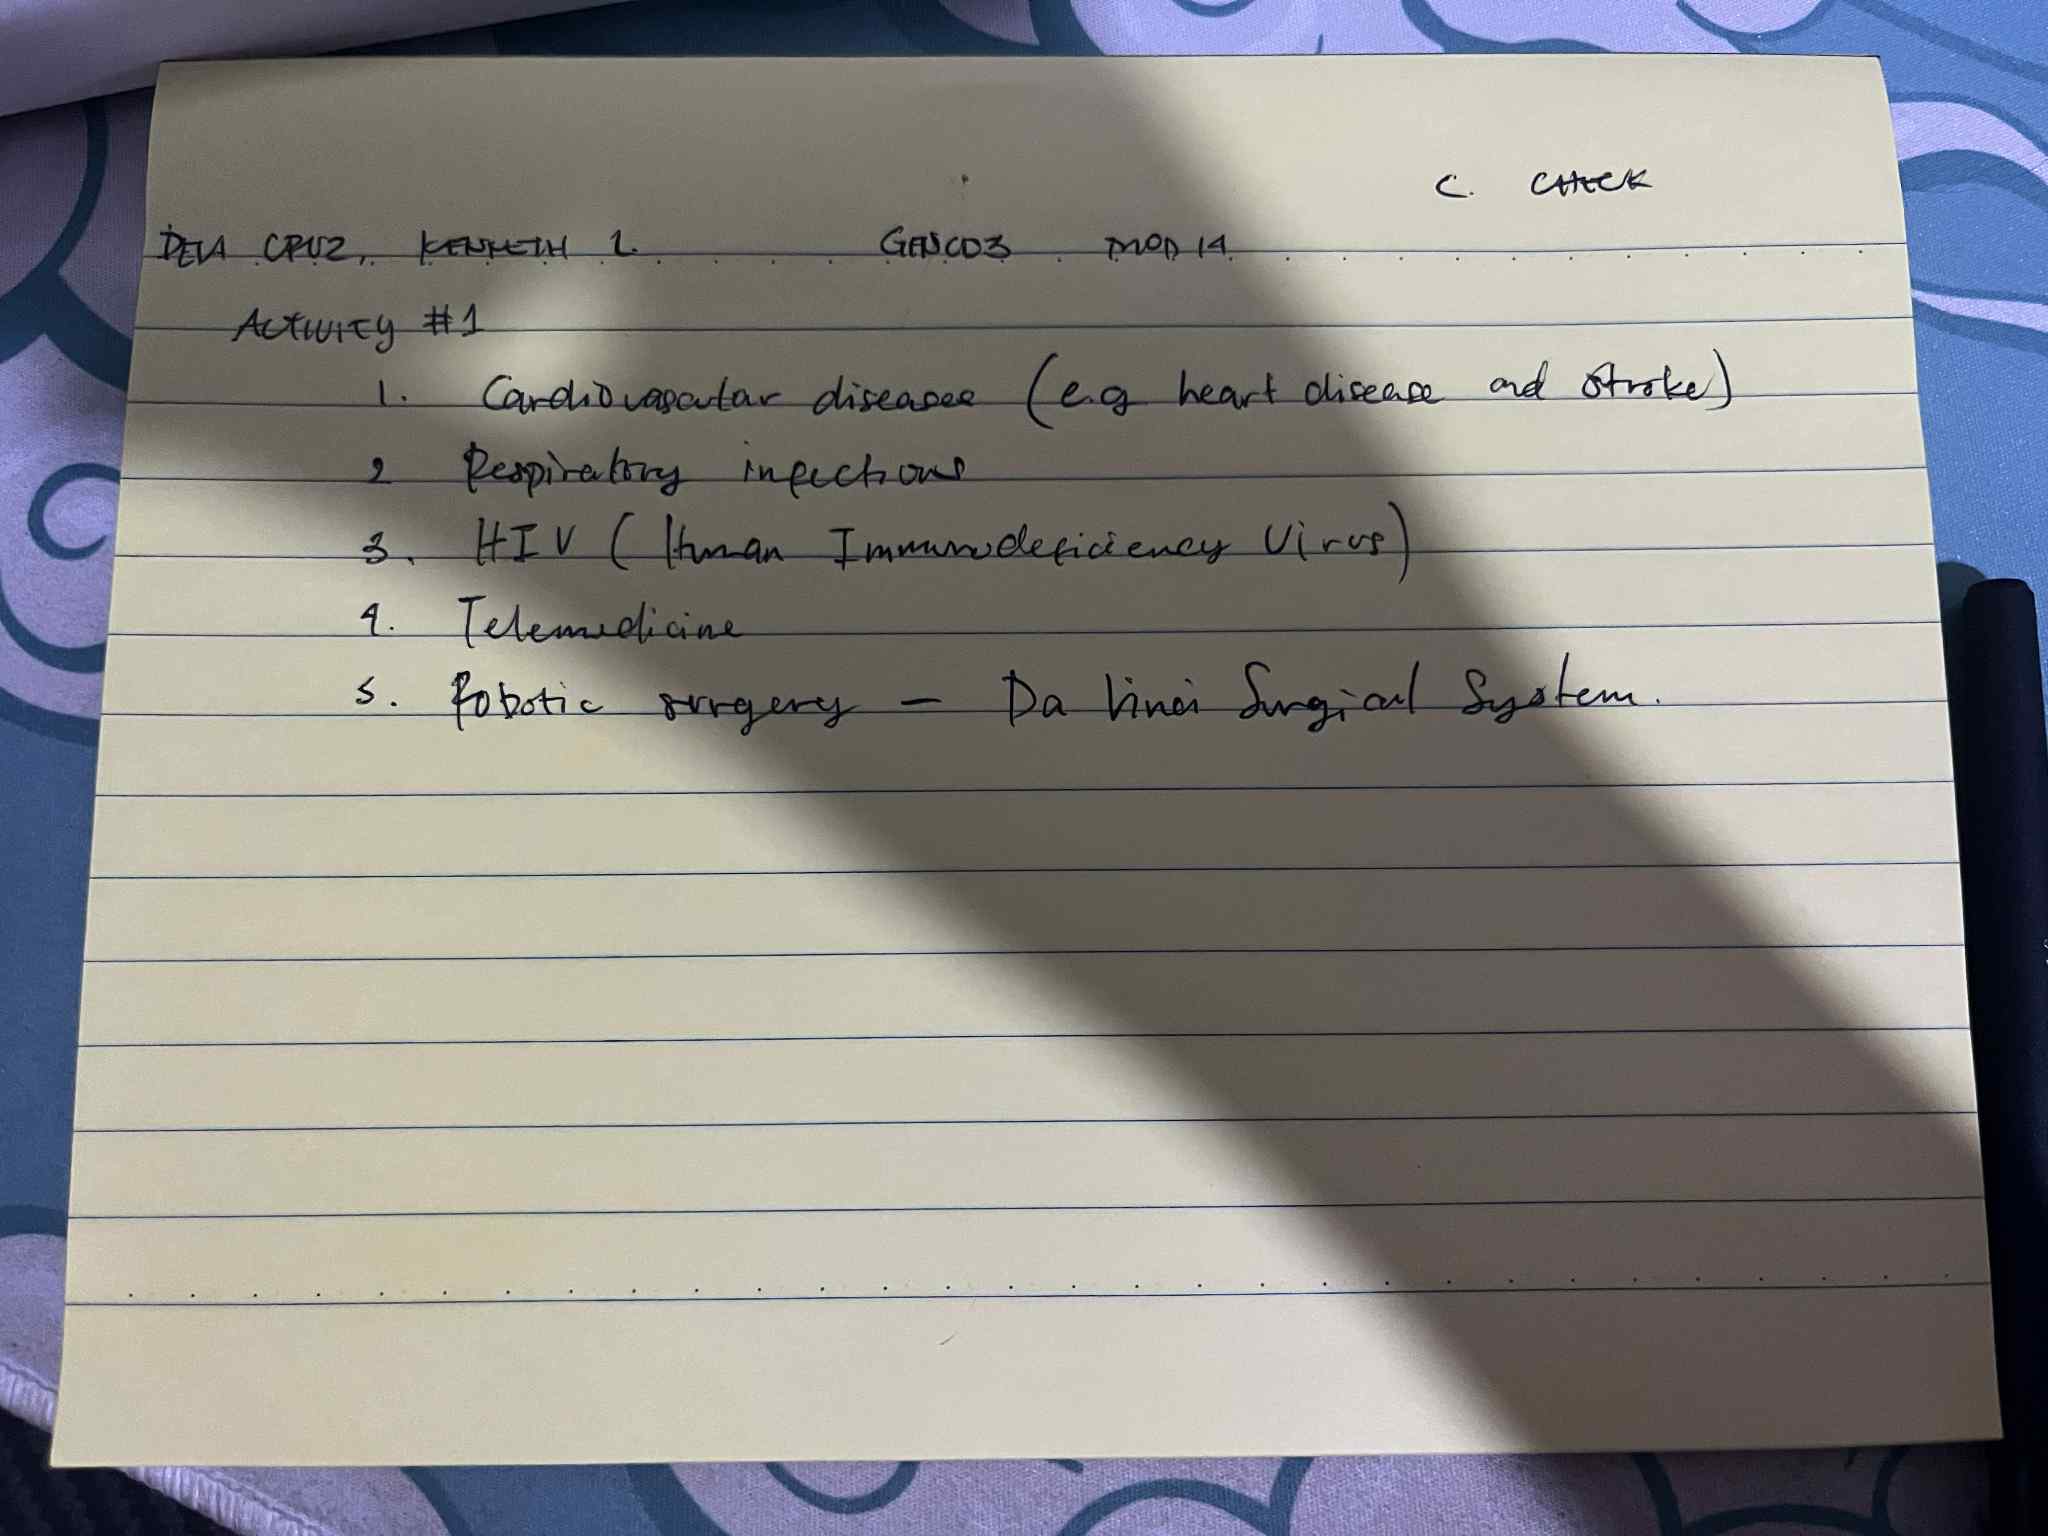 C. CHECK
DELA CRUZ, KENNETH L. GENCO3 MOD 14
ACTIVITY #1
1. Cardiovascular diseases (e.g heart disease and stroke)
2 Respiratory infections
3. HIV (Human Immunodeficiency Virus)
4. Telemedicine
5. Robotic surgery - Da Vinci Surgical System.